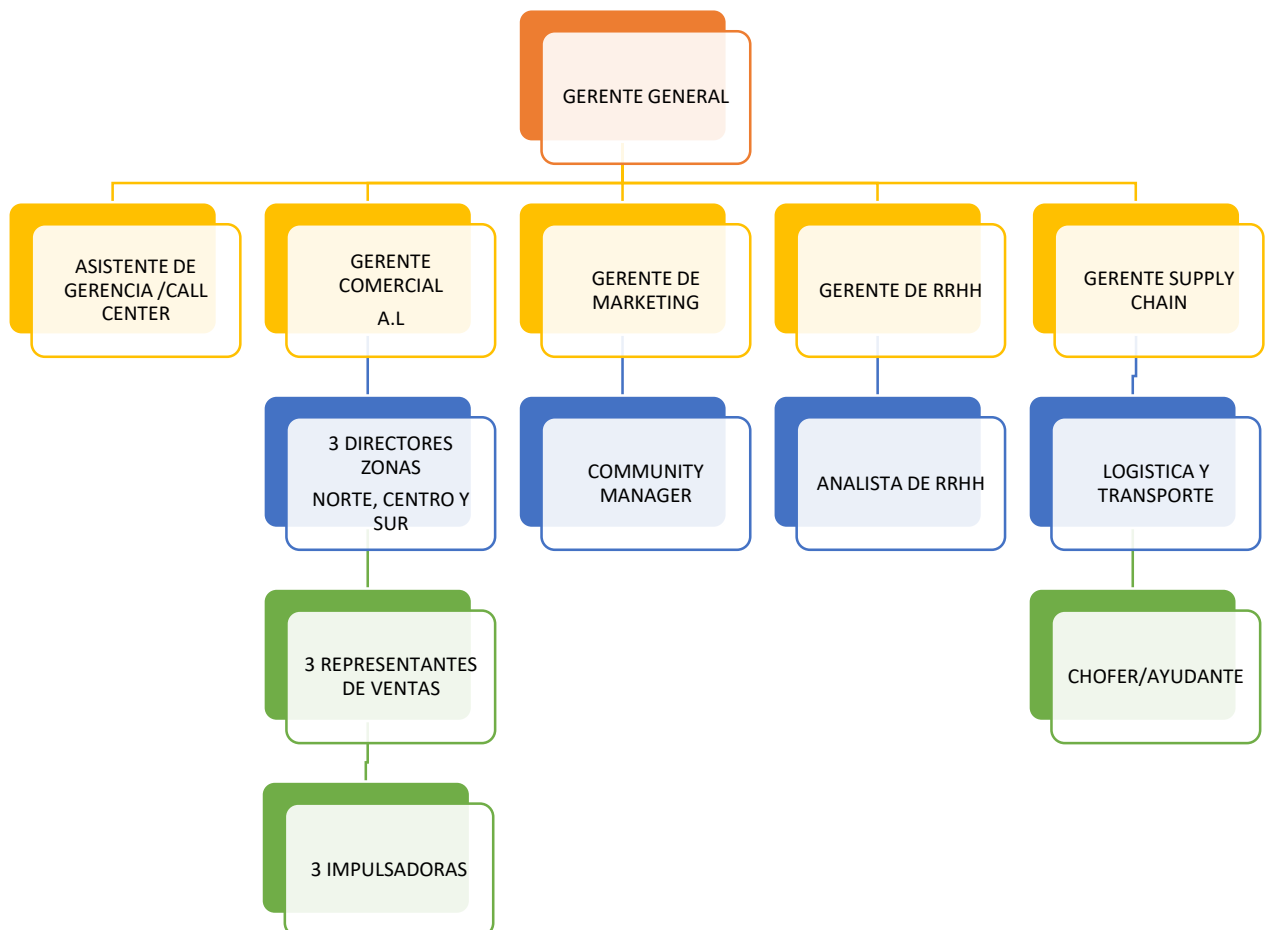 GERENTE GENERAL
ASISTENTE DE
GERENCIA /CALL
CENTER
GERENTE
COMERCIAL
A.L
GERENTE DE
MARKETING
GERENTE DE RRHH
GERENTE SUPPLY
CHAIN
3 DIRECTORES
ZONAS
NORTE, CENTRO Y
SUR
COMMUNITY
MANAGER
ANALISTA DE RRHH
LOGISTICA Y
TRANSPORTE
3 REPRESENTANTES
DE VENTAS
CHOFER/AYUDANTE
3 IMPULSADORAS